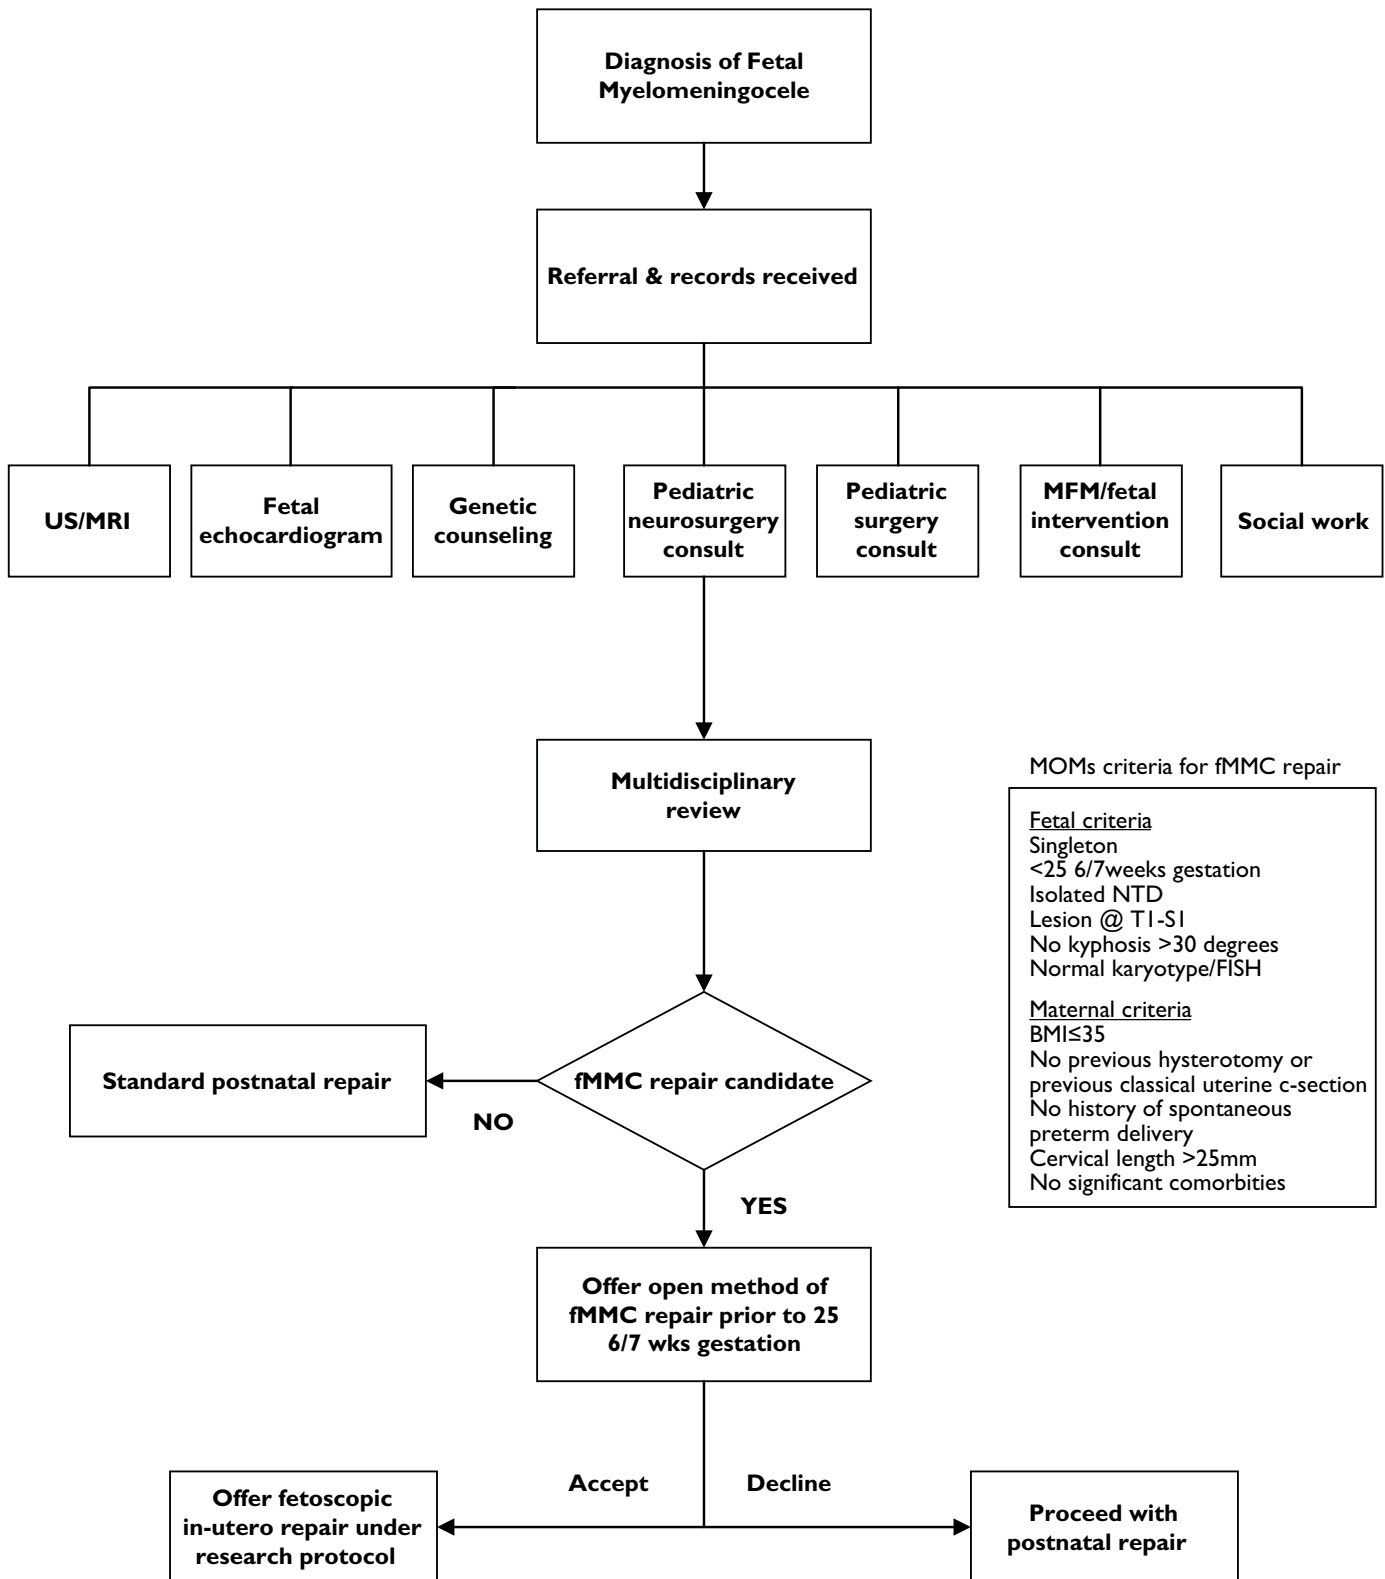 Diagnosis of Fetal
Myelomeningocele
Referral & records received
US/MRI
Fetal
echocardiogram
Genetic
counseling
Pediatric
neurosurgery
consult
Pediatric
surgery
consult
MFM/fetal
intervention
consult
Social work
Multidisciplinary
review
MOMs criteria for fMMC repair
Fetal criteria
Singleton
<25 6/7weeks gestation
Isolated NTD
Lesion @ T1-S1
No kyphosis >30 degrees
Normal karyotype/FISH
Maternal criteria
BMI≤35
No previous hysterotomy or
previous classical uterine c-section
No history of spontaneous
preterm delivery
Cervical length >25mm
No significant comorbities
fMMC repair candidate
Standard postnatal repair
NO
YES
Offer open method of
fMMC repair prior to 25
6/7 wks gestation
Accept
Decline
Offer fetoscopic
in-utero repair under
research protocol
Proceed with
postnatal repair